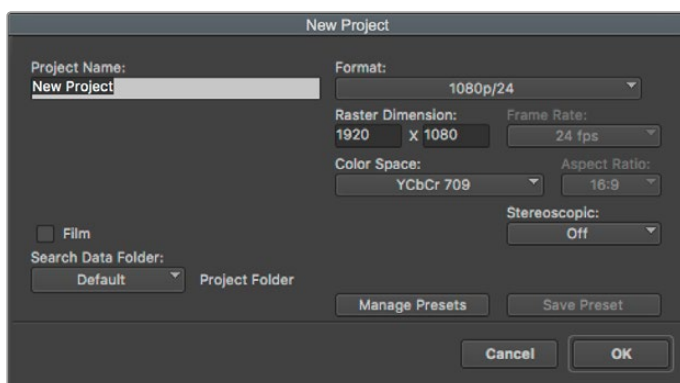 New Project
Project Name:
New Project
Format:
1080p/24
Raster Dimension:
1920 X 1080
Frame Rate:
24 fps
Color Space:
YCbCr 709
Aspect Ratio:
16:9
Stereoscopic:
Off
Film
Search Data Folder:
Default
Project Folder
Manage Presets
Save Preset
Cancel
OK